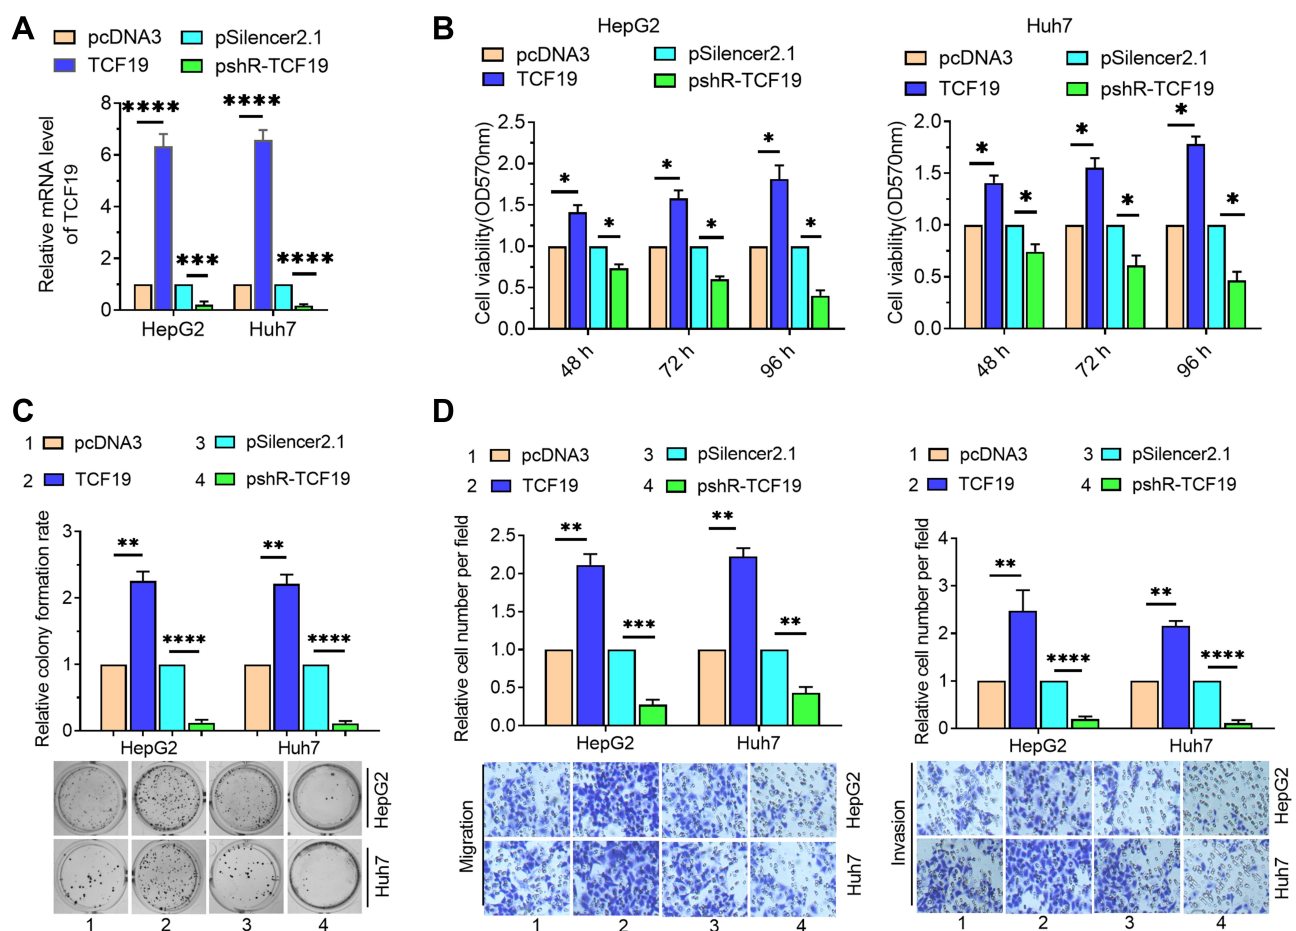 A
pcDNA3 pSilencer2.1
TCF19 pshR-TCF19
Relative mRNA level
of TCF19
8
6
4
2
0
**** *** **** ****
HepG2 Huh7
B
HepG2
pcDNA3 pSilencer2.1
TCF19 pshR-TCF19
Cell viability(OD570nm)
2.5
2.0
1.5
1.0
0.5
0.0
* * * * * *
48 h 72 h 96 h
Huh7
pcDNA3 pSilencer2.1
TCF19 pshR-TCF19
Cell viability(OD570nm)
2.0
1.5
1.0
0.5
0.0
* * * * * *
48 h 72 h 96 h
C
1 pcDNA3 3 pSilencer2.1
2 TCF19 4 pshR-TCF19
Relative colony formation rate
3
2
1
0
** **** ** ****
HepG2 Huh7
HepG2
Huh7
1 2 3 4
D
1 pcDNA3 3 pSilencer2.1
2 TCF19 4 pshR-TCF19
Relative cell number per field
2.5
2.0
1.5
1.0
0.5
0.0
** *** ** **
HepG2 Huh7
Migration
HepG2
Huh7
1 2 3 4
1 pcDNA3 3 pSilencer2.1
2 TCF19 4 pshR-TCF19
Relative cell number per field
4
3
2
1
0
** **** ** ****
HepG2 Huh7
Invasion
HepG2
Huh7
1 2 3 4